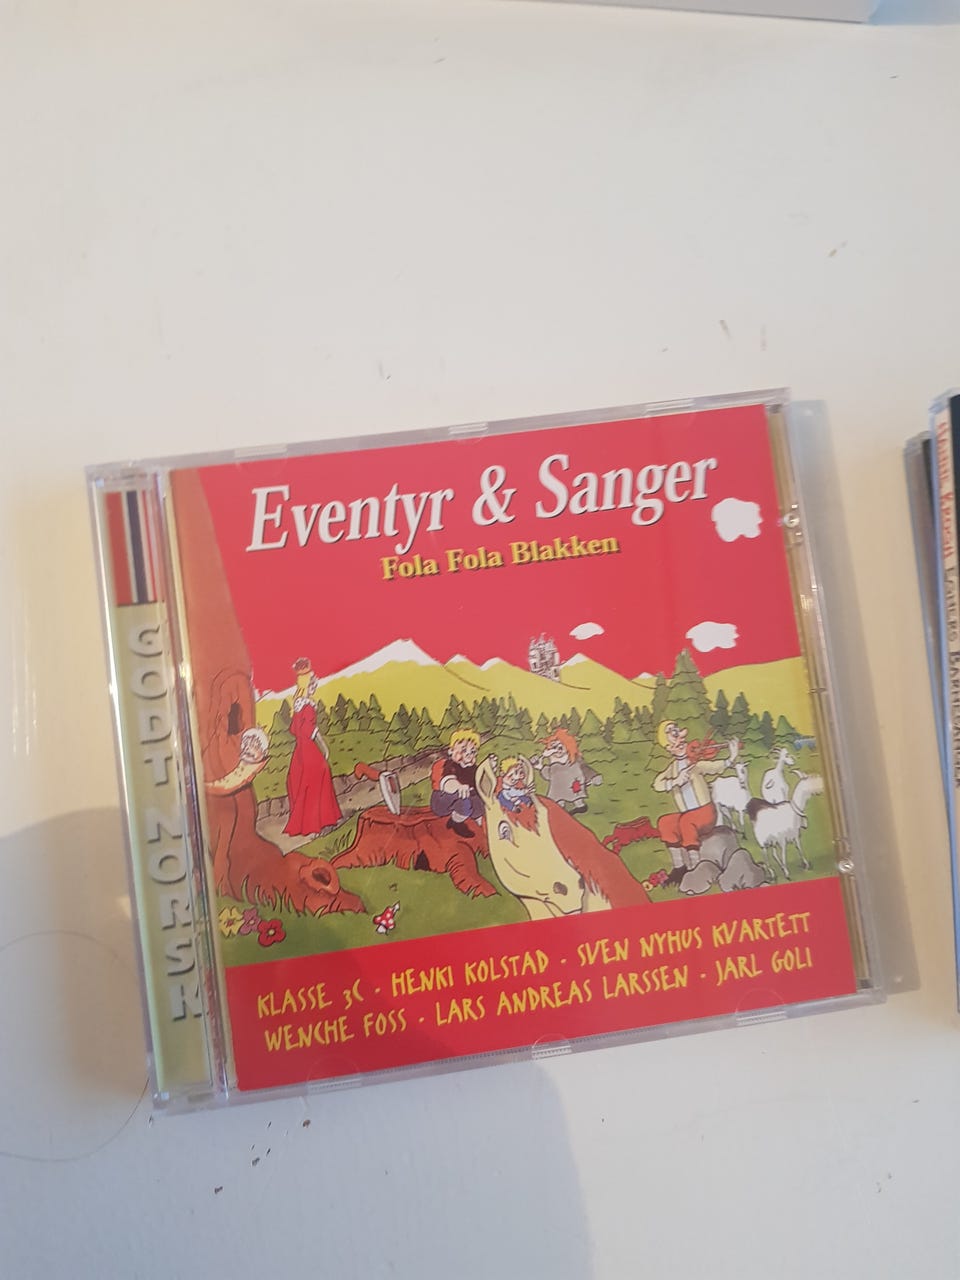 Eventyr & Sanger
Fola Fola Blakken
GODT NORSK
KLASSE 3C · HENKI KOLSTAD · SVEN NYHUS KVARTETT
WENCHE FOSS · LARS ANDREAS LARSSEN · JARL GOLI